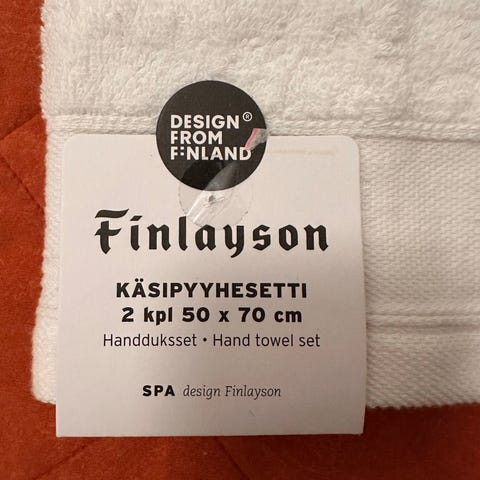 DESIGN ®
FROM
FINLAND
Finlayson
KÄSIPYYHESETTI
2 kpl 50 x 70 cm
Handduksset • Hand towel set
SPA design Finlayson